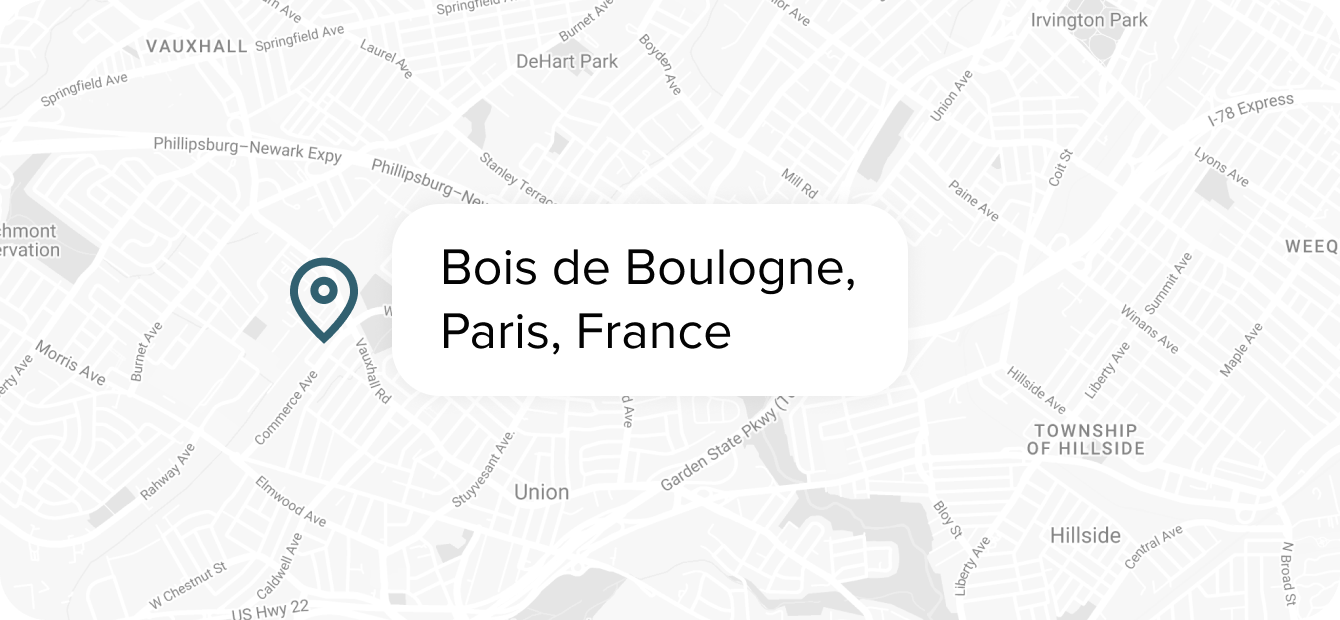 Springfield Ave
Irvington Park
VAUXHALL
Springfield Ave
Burnet Ave
DeHart Park
Laurel Ave
Boyden Ave
Springfield Ave
Union Ave
I-78 Express
Phillipsburg–Newark Expy
Stanley Terrace
Mill Rd
Coit St
Lyons Ave
Paine Ave
WEEQ
Bois de Boulogne,
Paris, France
Summit Ave
Winans Ave
Maple Ave
Burnet Ave
Morris Ave
Vauxhall Rd
Hillside Ave
Liberty Ave
Commerce Ave
TOWNSHIP
OF HILLSIDE
Garden State Pkwy
Rahway Ave
Stuyvesant Ave.
Union
Elmwood Ave
Bloy St
Hillside
Central Ave
W Chestnut St
Caldwell Ave
Liberty Ave
N Broad St
US Hwy 22